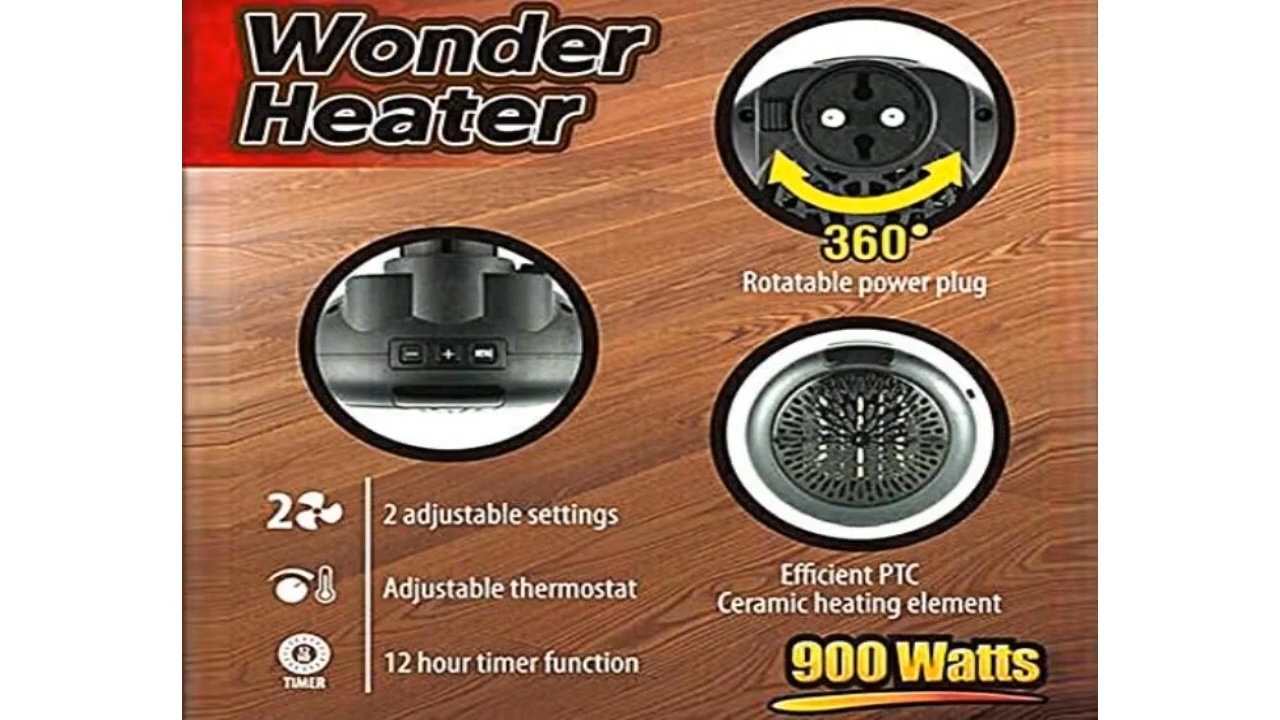 Wonder
Heater
360°
Rotatable power plug
2
2 adjustable settings
Adjustable thermostat
TIMER
12 hour timer function
Efficient PTC
Ceramic heating element
900 Watts